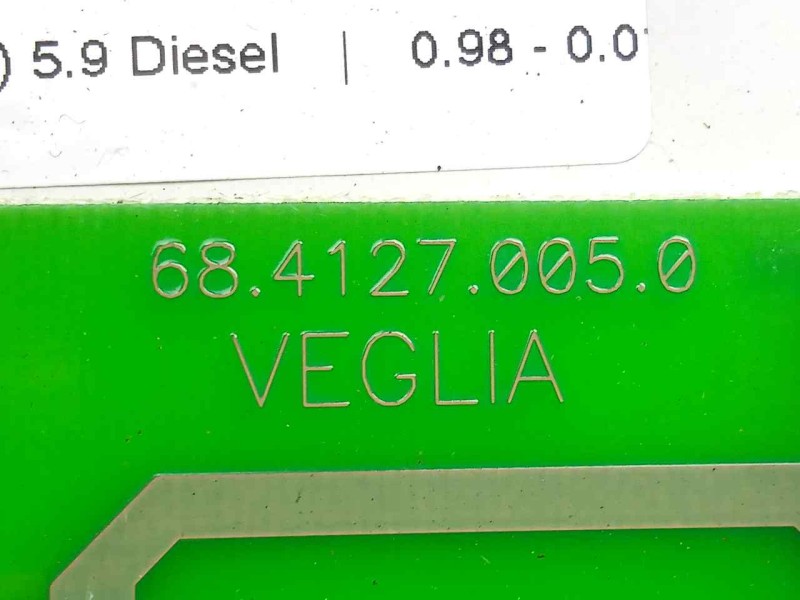 ) 5.9 Diesel | 0.98 - 0.0
68.4127.005.0
VEGLIA